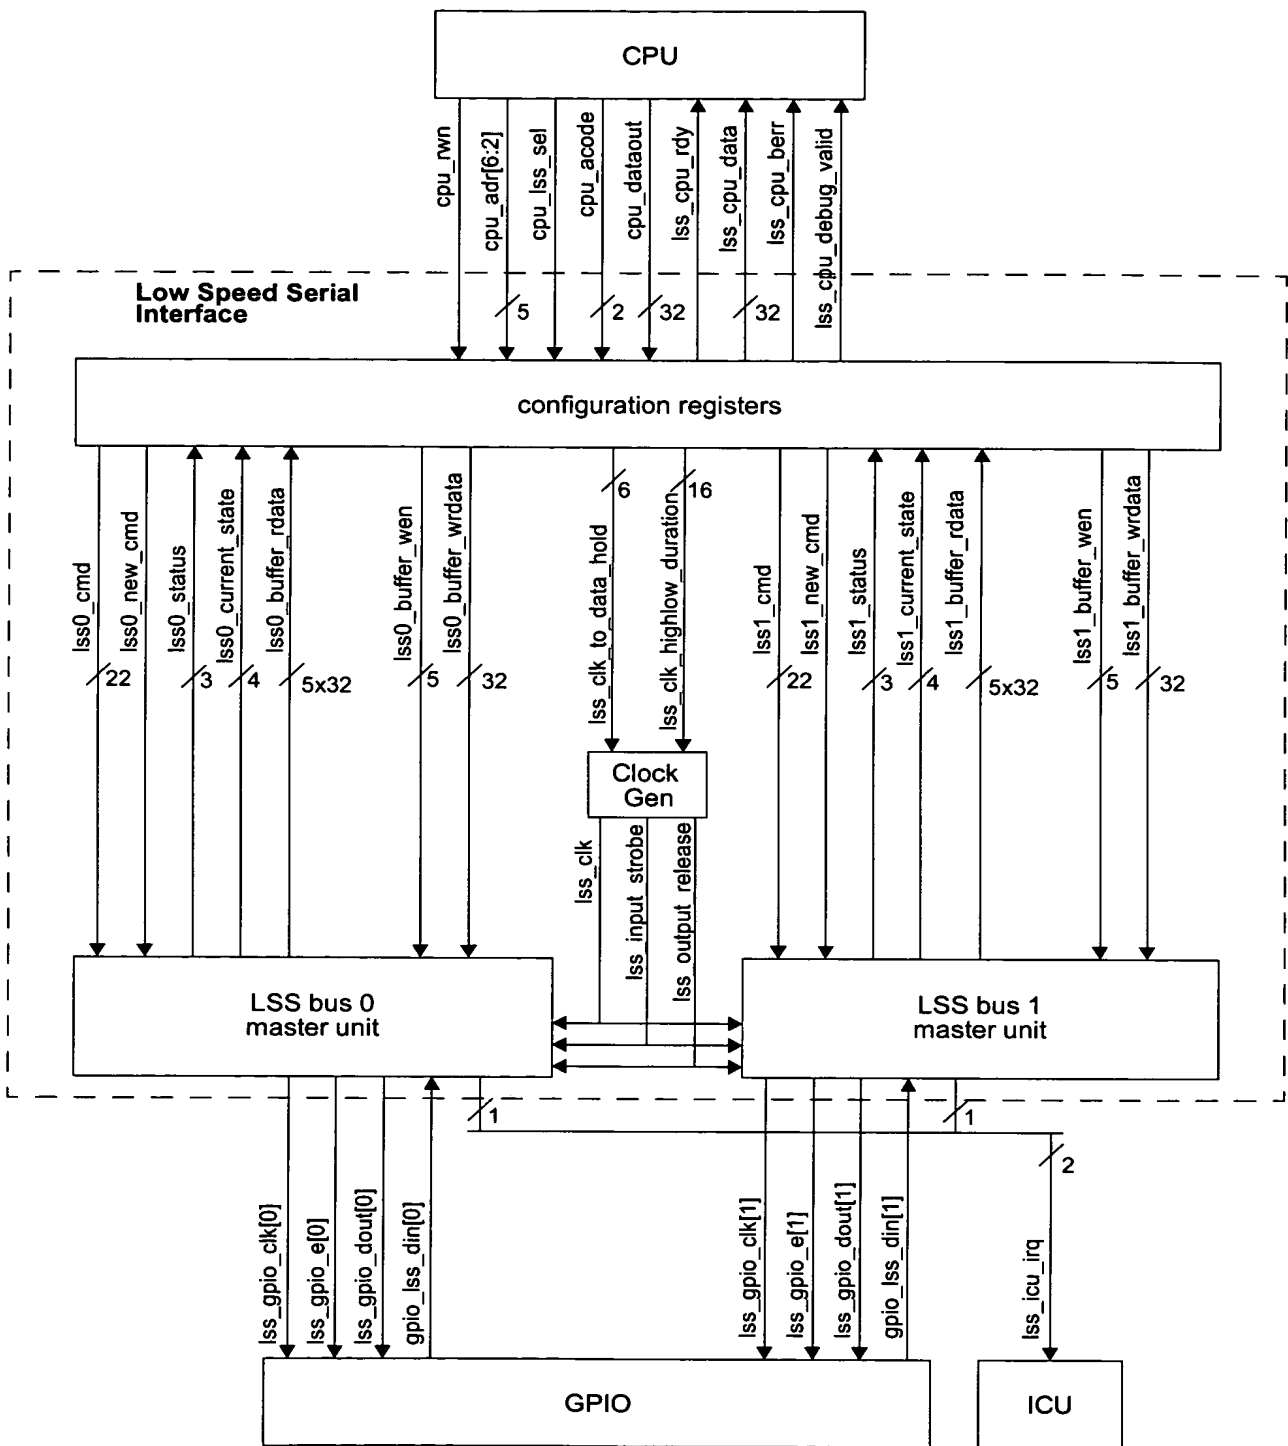 CPU
cpu_rwn
cpu_adr[6:2]
cpu_lss_sel
cpu_acode
cpu_dataout
lss_cpu_rdy
lss_cpu_data
lss_cpu_berr
lss_cpu_debug_valid
Low Speed Serial
Interface
5
2
32
32
configuration registers
6
16
lss0_cmd
lss0_new_cmd
lss0_status
lss0_current_state
lss0_buffer_rdata
lss0_buffer_wen
lss0_buffer_wrdata
lss_clk_to_data_hold
lss_clk_highlow_duration
lss1_cmd
lss1_new_cmd
lss1_status
lss1_current_state
lss1_buffer_rdata
lss1_buffer_wen
lss1_buffer_wrdata
22
3
4
5x32
5
32
22
3
4
5x32
5
32
Clock
Gen
lss_clk
lss_input_strobe
lss_output_release
LSS bus 0
master unit
LSS bus 1
master unit
1
1
2
lss_gpio_clk[0]
lss_gpio_e[0]
lss_gpio_dout[0]
gpio_lss_din[0]
lss_gpio_clk[1]
lss_gpio_e[1]
lss_gpio_dout[1]
gpio_lss_din[1]
lss_icu_irq
GPIO
ICU